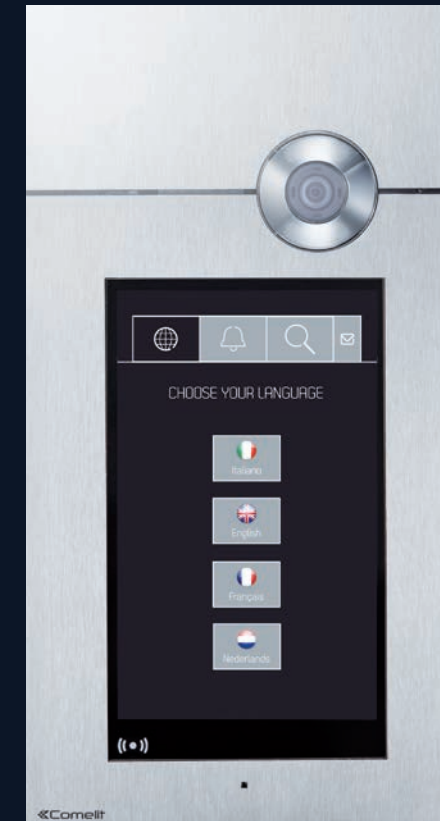 CHOOSE YOUR LANGUAGE
Italiano
English
Français
Nederlands
Comelit